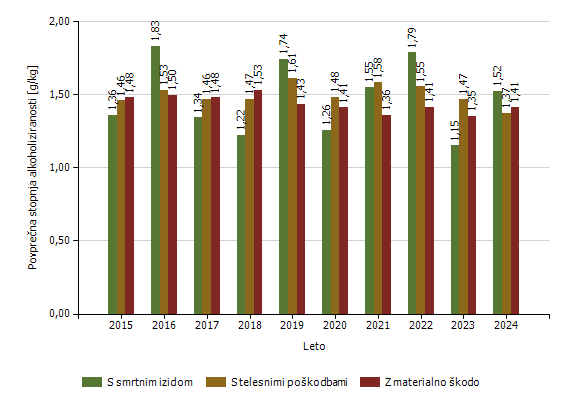 2,00
1,50
1,00
0,50
0,00
Povprečna stopnja alkoholiziranosti [g/kg]
1,36 1,46 1,48
1,83 1,53 1,50
1,34 1,46 1,48
1,22 1,47 1,53
1,74 1,61 1,43
1,26 1,48 1,41
1,55 1,58 1,36
1,79 1,55 1,41
1,15 1,47 1,35
1,52 1,37 1,41
2015 2016 2017 2018 2019 2020 2021 2022 2023 2024
Leto
S smrtnim izidom S telesnimi poškodbami Z materialno škodo